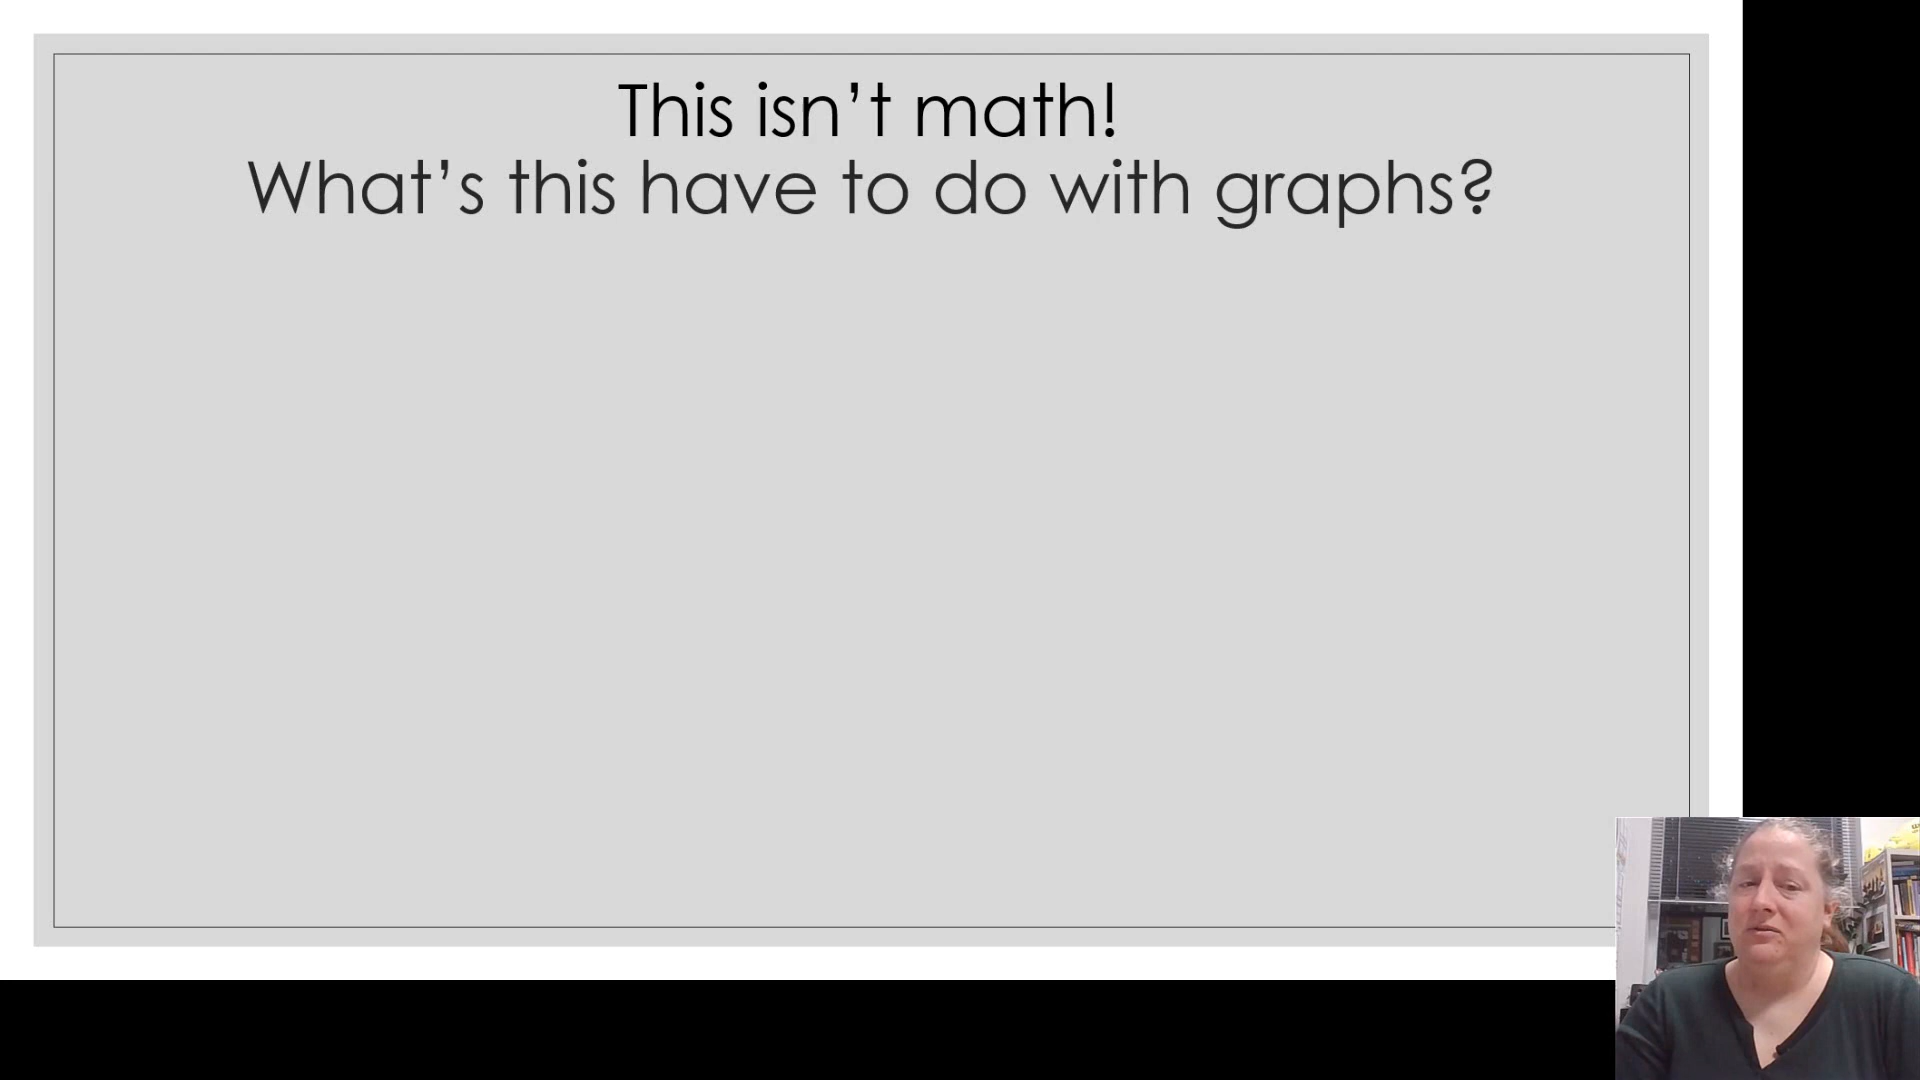 This isn’t math!
What’s this have to do with graphs?